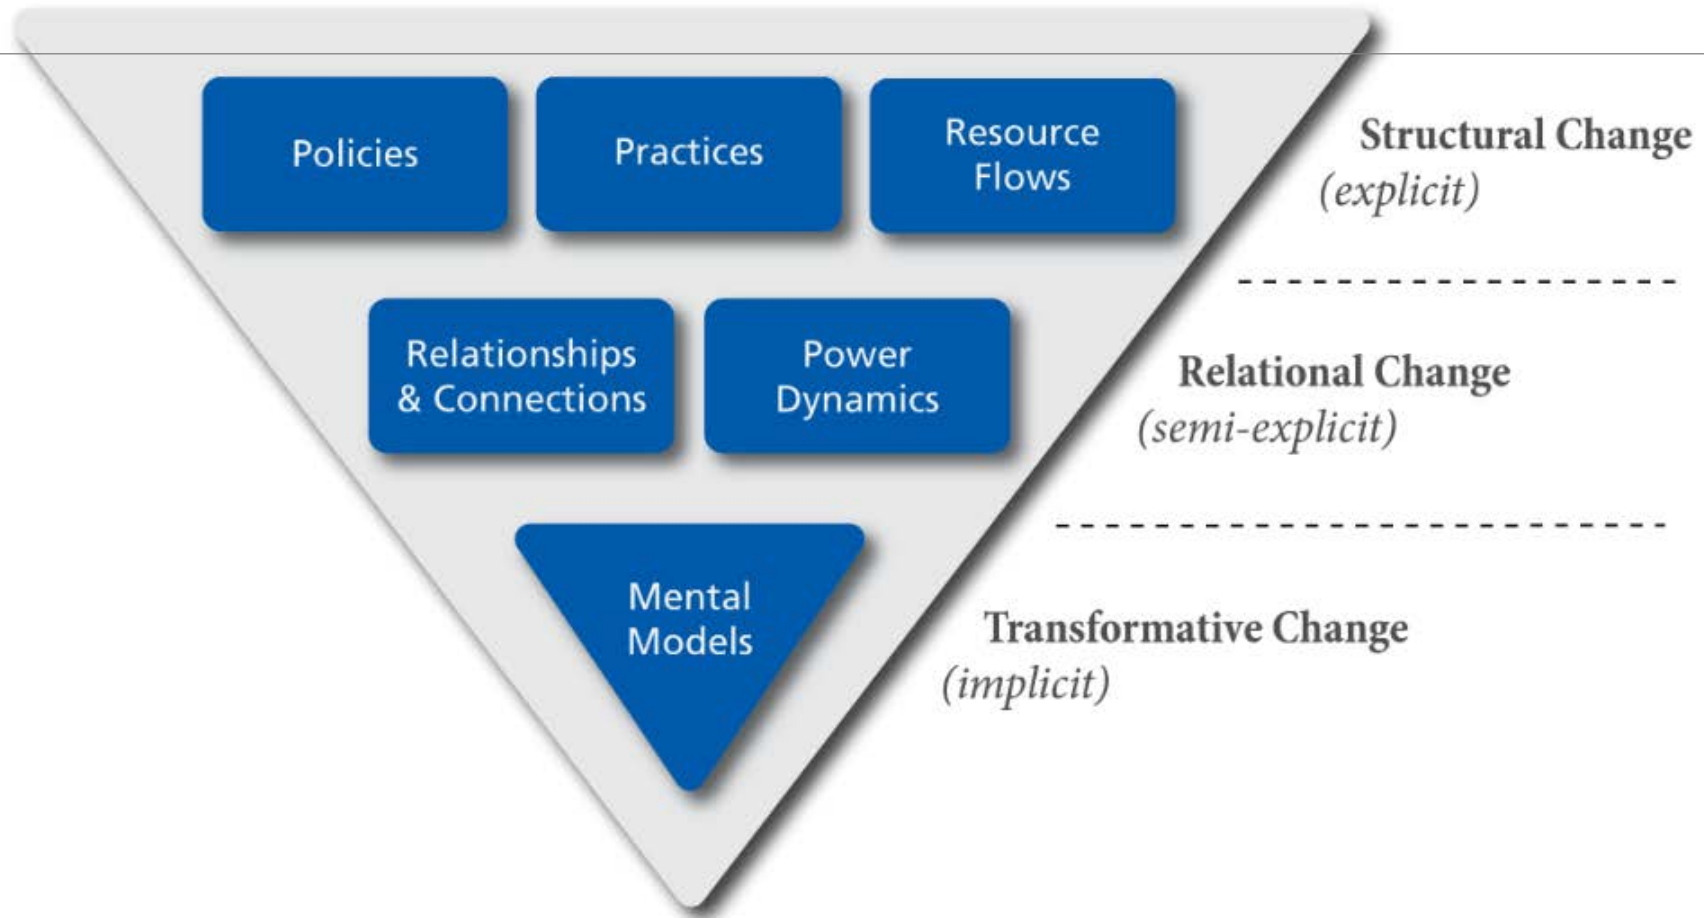 Policies
Practices
Resource
Flows
Structural Change
(explicit)
Relationships
& Connections
Power
Dynamics
Relational Change
(semi-explicit)
Mental
Models
Transformative Change
(implicit)